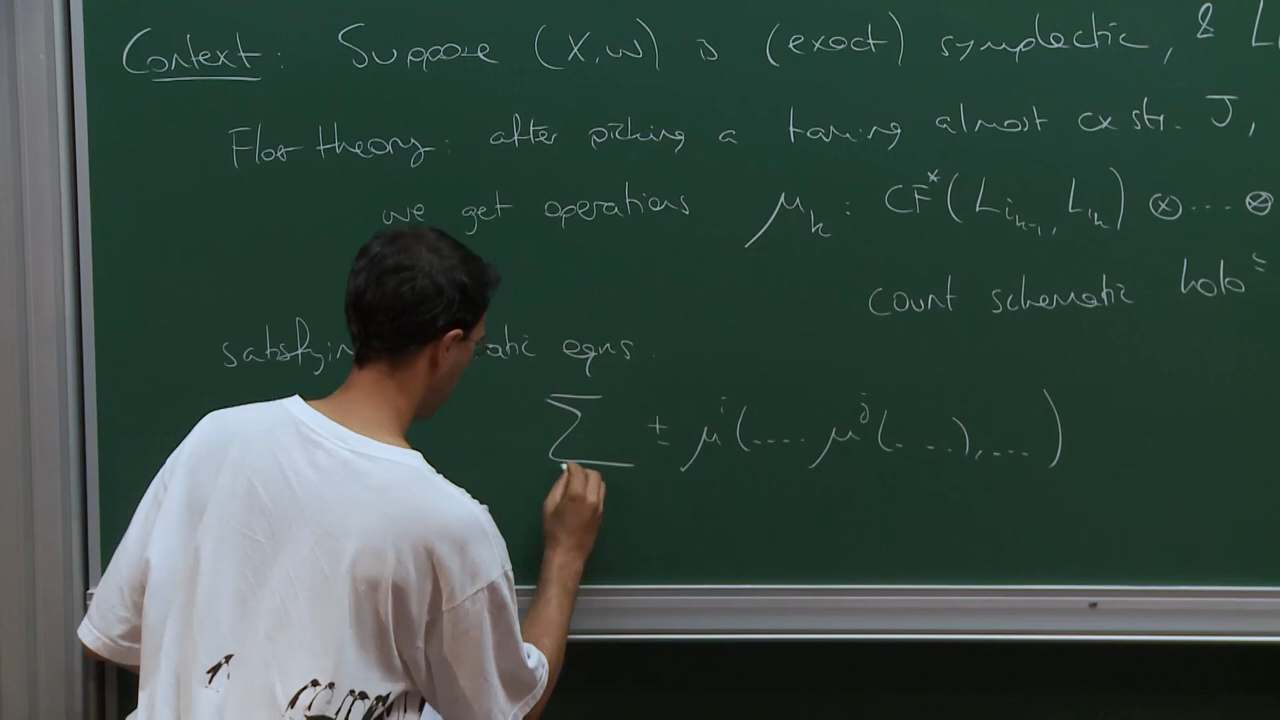 Context: Suppose (X,ω) is (exact) symplectic, & L
Floer theory: after picking a taming almost cx str. J,
we get operations μ_k : CF*(L_{i_{k-1}}, L_{i_k}) ⊗ .... ⊗
count schematic holo
satisfying quadratic eqns.
∑ ± μ^i(.... μ^j(....),....)